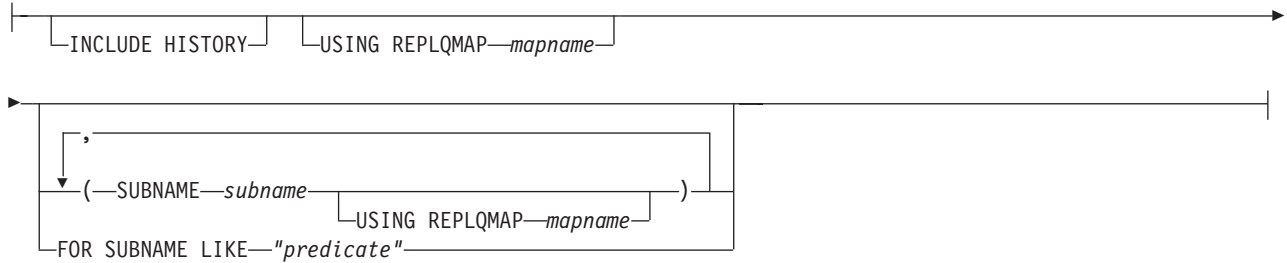 INCLUDE HISTORY USING REPLQMAP mapname
,
( SUBNAME subname )
USING REPLQMAP mapname
FOR SUBNAME LIKE "predicate"